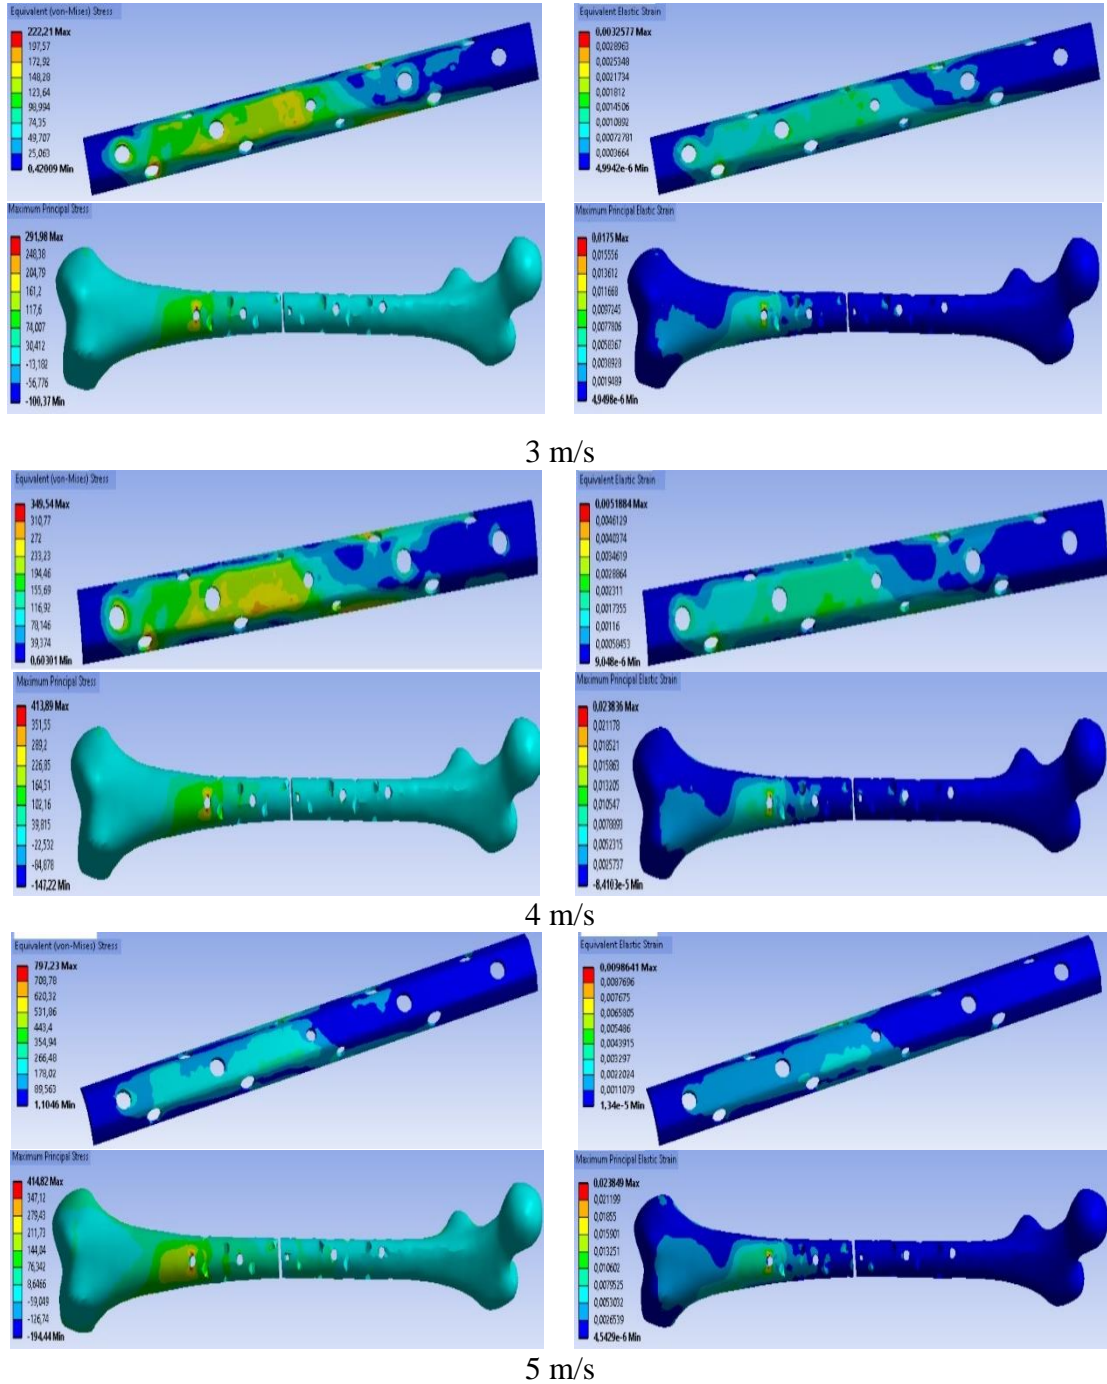 Equivalent (von-Mises) Stress
222,21 Max
197,57
172,92
148,28
123,64
98,994
74,35
49,707
25,063
0,42009 Min
Equivalent Elastic Strain
0,0032577 Max
0,0028963
0,0025348
0,0021734
0,001812
0,0014506
0,0010892
0,00072781
0,0003664
4,9942e-6 Min
Maximum Principal Stress
291,98 Max
248,38
204,79
161,2
117,6
74,007
30,412
-13,182
-56,776
-100,37 Min
Maximum Principal Elastic Strain
0,0175 Max
0,015556
0,013612
0,011668
0,0097245
0,0077806
0,0058367
0,0038928
0,0019489
4,9498e-6 Min
3 m/s
Equivalent (von-Mises) Stress
349,54 Max
310,77
272
233,23
194,46
155,69
116,92
78,146
39,374
0,60301 Min
Equivalent Elastic Strain
0,0051884 Max
0,0046129
0,0040374
0,0034619
0,0028864
0,002311
0,0017355
0,00116
0,00058453
9,048e-6 Min
Maximum Principal Stress
413,89 Max
351,55
289,2
226,85
164,51
102,16
39,815
-22,532
-84,878
-147,22 Min
Maximum Principal Elastic Strain
0,023836 Max
0,021178
0,018521
0,015863
0,013205
0,010547
0,0078893
0,0052315
0,0025737
-8,4103e-5 Min
4 m/s
Equivalent (von-Mises) Stress
797,23 Max
708,78
620,32
531,86
443,4
354,94
266,48
178,02
89,563
1,1046 Min
Equivalent Elastic Strain
0,0098641 Max
0,0087696
0,007675
0,0065805
0,005486
0,0043915
0,003297
0,0022024
0,0011079
1,34e-5 Min
Maximum Principal Stress
414,82 Max
347,12
279,43
211,73
144,04
76,342
8,6466
-59,049
-126,74
-194,44 Min
Maximum Principal Elastic Strain
0,023849 Max
0,021199
0,01855
0,015901
0,013251
0,010602
0,0079525
0,0053032
0,0026539
4,5429e-6 Min
5 m/s